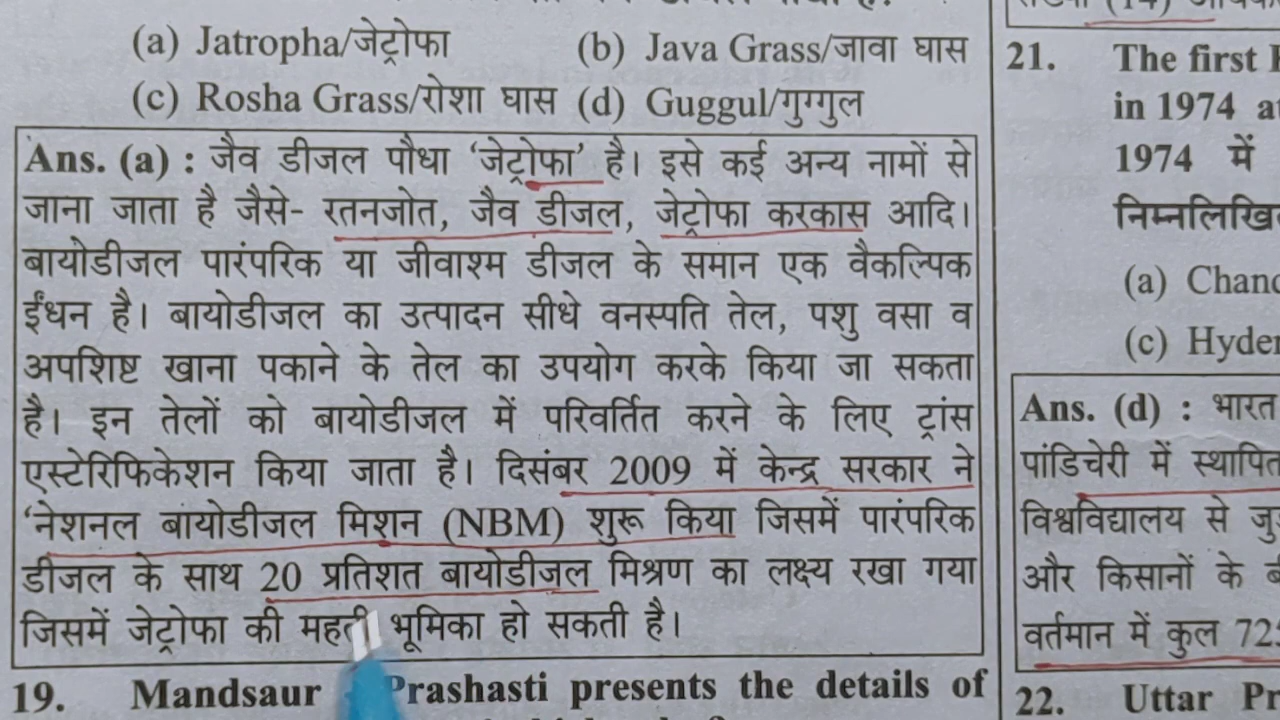 (a) Jatropha/जेट्रोफा (b) Java Grass/जावा घास
(c) Rosha Grass/रोशा घास (d) Guggul/गुग्गुल
Ans. (a) : जैव डीजल पौधा ‘जेट्रोफा’ है। इसे कई अन्य नामों से
जाना जाता है जैसे- रतनजोत, जैव डीजल, जेट्रोफा करकास आदि।
बायोडीजल पारंपरिक या जीवाश्म डीजल के समान एक वैकल्पिक
ईंधन है। बायोडीजल का उत्पादन सीधे वनस्पति तेल, पशु वसा व
अपशिष्ट खाना पकाने के तेल का उपयोग करके किया जा सकता
है। इन तेलों को बायोडीजल में परिवर्तित करने के लिए ट्रांस
एस्टेरिफिकेशन किया जाता है। दिसंबर 2009 में केन्द्र सरकार ने
‘नेशनल बायोडीजल मिशन (NBM) शुरू किया जिसमें पारंपरिक
डीजल के साथ 20 प्रतिशत बायोडीजल मिश्रण का लक्ष्य रखा गया
जिसमें जेट्रोफा की महती भूमिका हो सकती है।
19. Mandsaur Prashasti presents the details of
21. The first
in 1974
1974 में
(a)
(c)
Ans. (d) : भारत
पांडिचेरी में स्थापित
विश्वविद्यालय से
और किसानों के
वर्तमान में कुल
22. Uttar